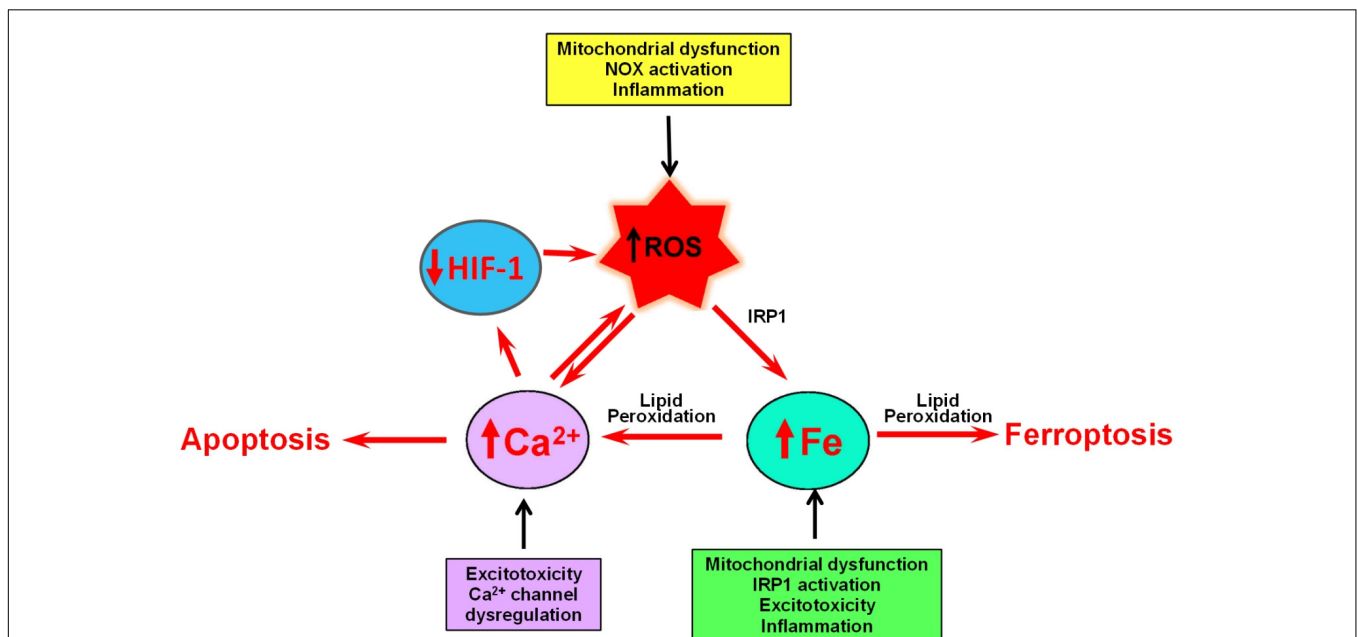 Mitochondrial dysfunction
NOX activation
Inflammation
↑ROS
↓HIF-1
IRP1
Lipid
Peroxidation
Lipid
Peroxidation
Apoptosis
↑Ca²⁺
↑Fe
Ferroptosis
Excitotoxicity
Ca²⁺ channel
dysregulation
Mitochondrial dysfunction
IRP1 activation
Excitotoxicity
Inflammation